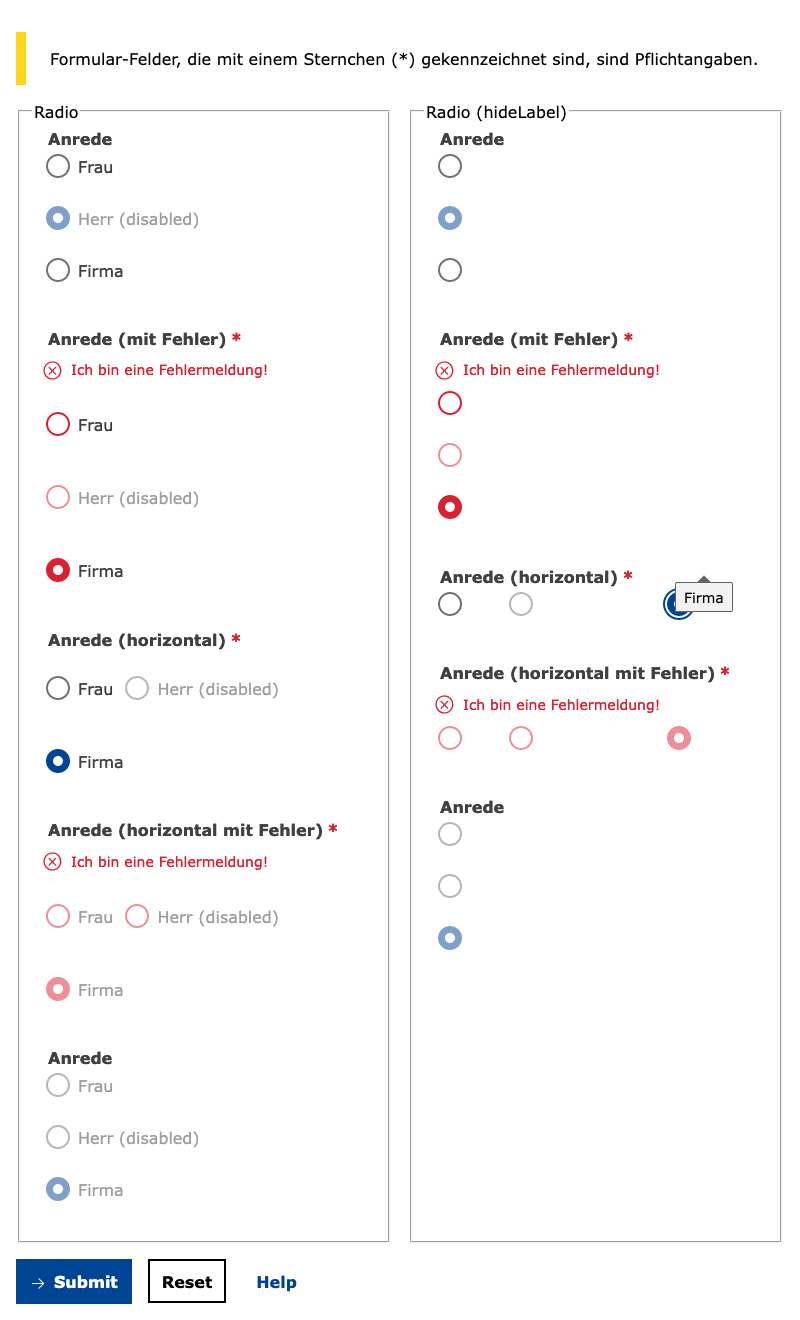 Formular-Felder, die mit einem Sternchen (*) gekennzeichnet sind, sind Pflichtangaben.
Radio
Anrede
Frau
Herr (disabled)
Firma
Anrede (mit Fehler) *
Ich bin eine Fehlermeldung!
Frau
Herr (disabled)
Firma
Anrede (horizontal) *
Frau
Herr (disabled)
Firma
Anrede (horizontal mit Fehler) *
Ich bin eine Fehlermeldung!
Frau
Herr (disabled)
Firma
Anrede
Frau
Herr (disabled)
Firma
Radio (hideLabel)
Anrede
Anrede (mit Fehler) *
Ich bin eine Fehlermeldung!
Anrede (horizontal) *
Firma
Anrede (horizontal mit Fehler) *
Ich bin eine Fehlermeldung!
Anrede
→ Submit
Reset
Help